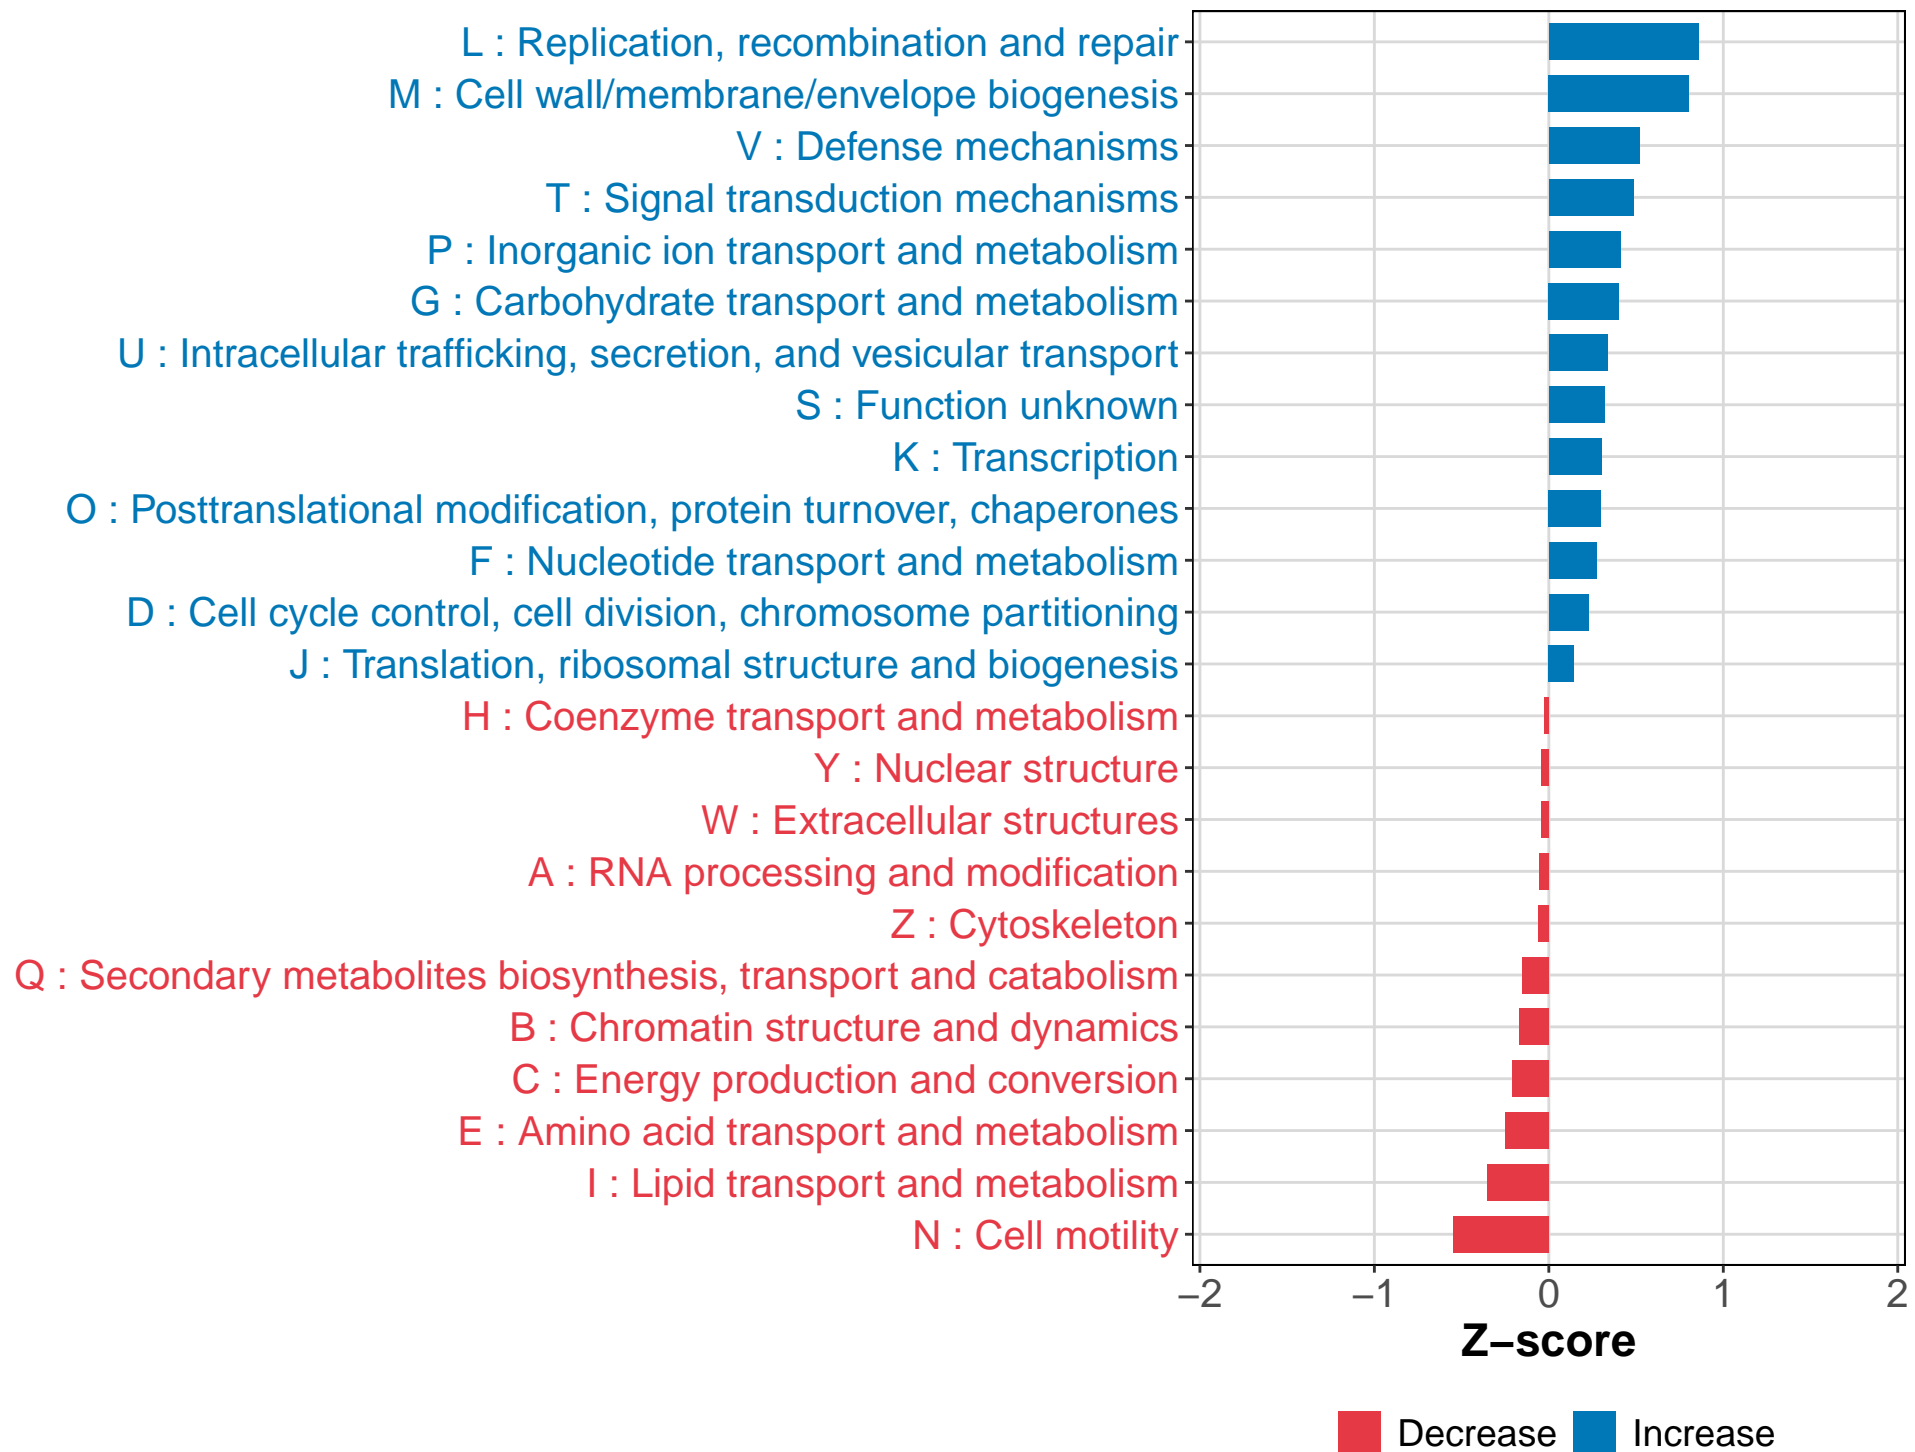 L : Replication, recombination and repair
M : Cell wall/membrane/envelope biogenesis
V : Defense mechanisms
T : Signal transduction mechanisms
P : Inorganic ion transport and metabolism
G : Carbohydrate transport and metabolism
U : Intracellular trafficking, secretion, and vesicular transport
S : Function unknown
K : Transcription
O : Posttranslational modification, protein turnover, chaperones
F : Nucleotide transport and metabolism
D : Cell cycle control, cell division, chromosome partitioning
J : Translation, ribosomal structure and biogenesis
H : Coenzyme transport and metabolism
Y : Nuclear structure
W : Extracellular structures
A : RNA processing and modification
Z : Cytoskeleton
Q : Secondary metabolites biosynthesis, transport and catabolism
B : Chromatin structure and dynamics
C : Energy production and conversion
E : Amino acid transport and metabolism
I : Lipid transport and metabolism
N : Cell motility
−2 −1 0 1 2
Z−score
Decrease Increase